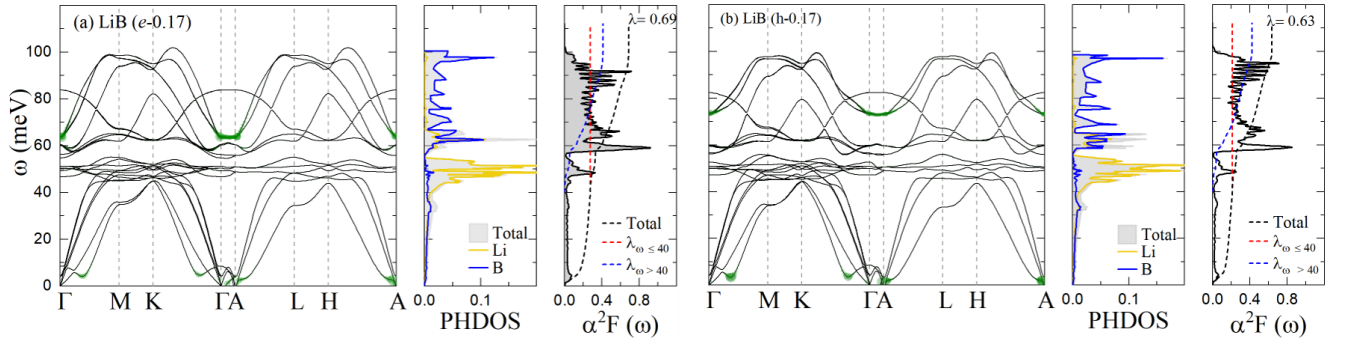 (a) LiB (e-0.17)
λ= 0.69
(b) LiB (h-0.17)
λ= 0.63
ω (meV)
100
80
60
40
20
0
Total
Li
B
Total
λω ≤ 40
λω > 40
Total
Li
B
Total
λω ≤ 40
λω > 40
Γ M K Γ A L H A
0.0 0.1
0.0 0.4 0.8
Γ M K Γ A L H A
0.0 0.1
0.0 0.4 0.8
PHDOS
α²F (ω)
PHDOS
α²F (ω)